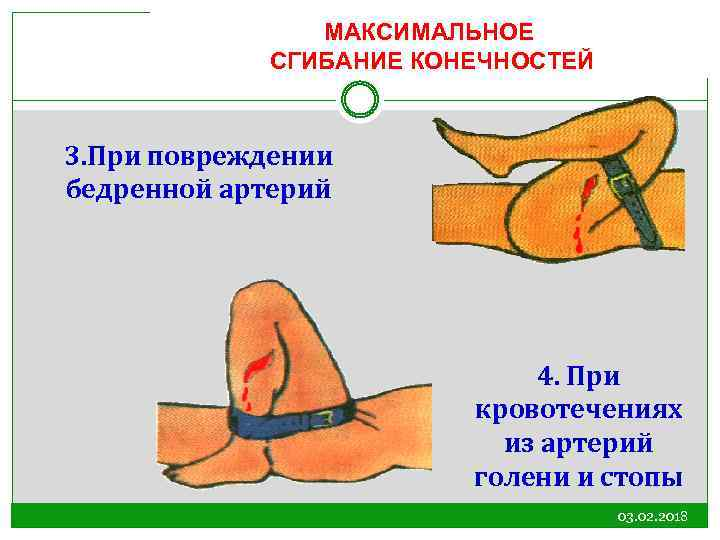 МАКСИМАЛЬНОЕ
СГИБАНИЕ КОНЕЧНОСТЕЙ
3.При повреждении
бедренной артерий
4. При
кровотечениях
из артерий
голени и стопы
03.02.2018